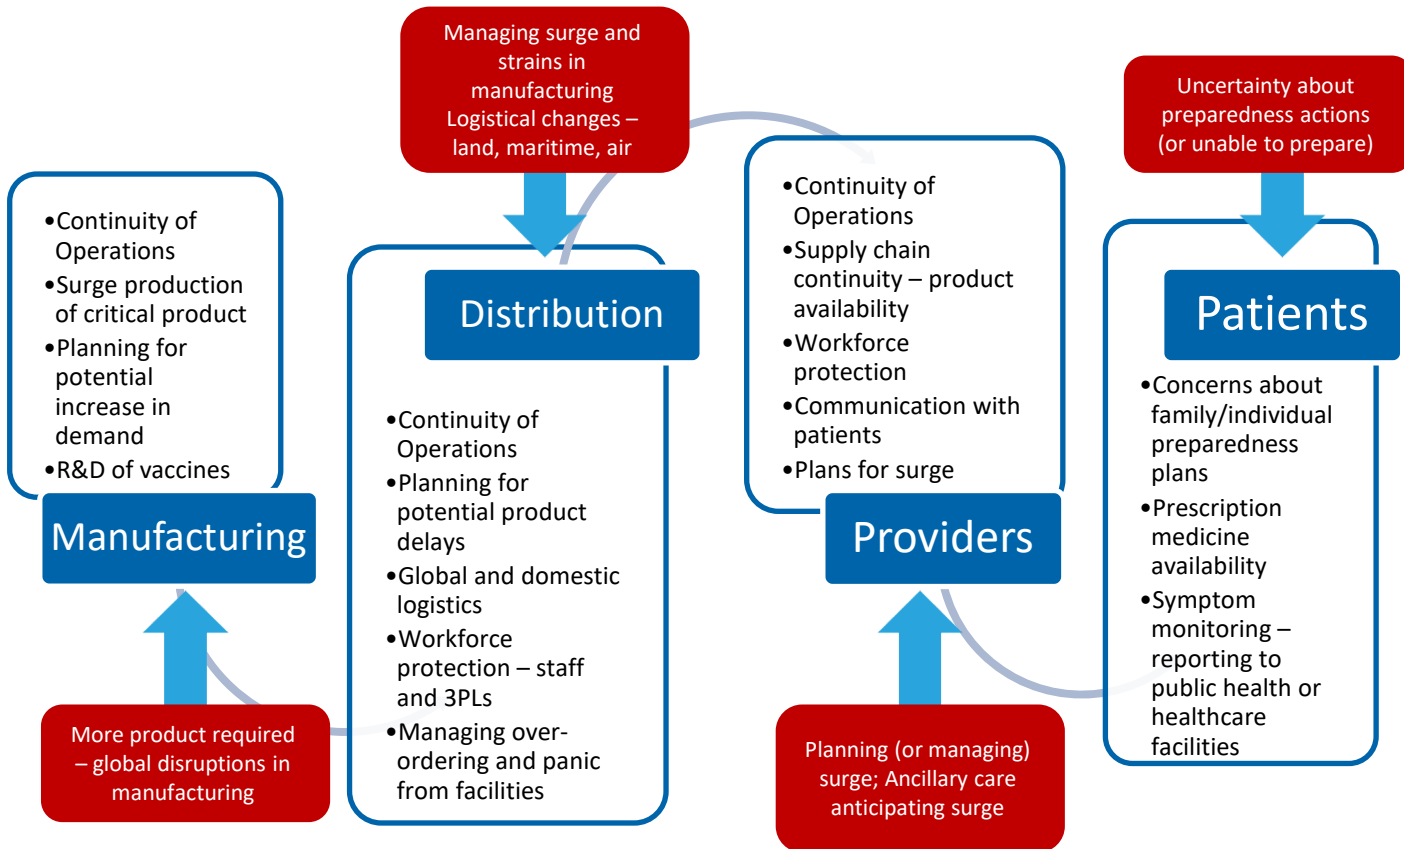 •Continuity of
Operations
•Surge production
of critical product
•Planning for
potential
increase in
demand
•R&D of vaccines
Manufacturing
More product required
– global disruptions in
manufacturing
Managing surge and
strains in
manufacturing
Logistical changes –
land, maritime, air
Distribution
•Continuity of
Operations
•Planning for
potential product
delays
•Global and domestic
logistics
•Workforce
protection – staff
and 3PLs
•Managing over-
ordering and panic
from facilities
•Continuity of
Operations
•Supply chain
continuity – product
availability
•Workforce
protection
•Communication with
patients
•Plans for surge
Providers
Planning (or managing)
surge; Ancillary care
anticipating surge
Uncertainty about
preparedness actions
(or unable to prepare)
Patients
•Concerns about
family/individual
preparedness
plans
•Prescription
medicine
availability
•Symptom
monitoring –
reporting to
public health or
healthcare
facilities